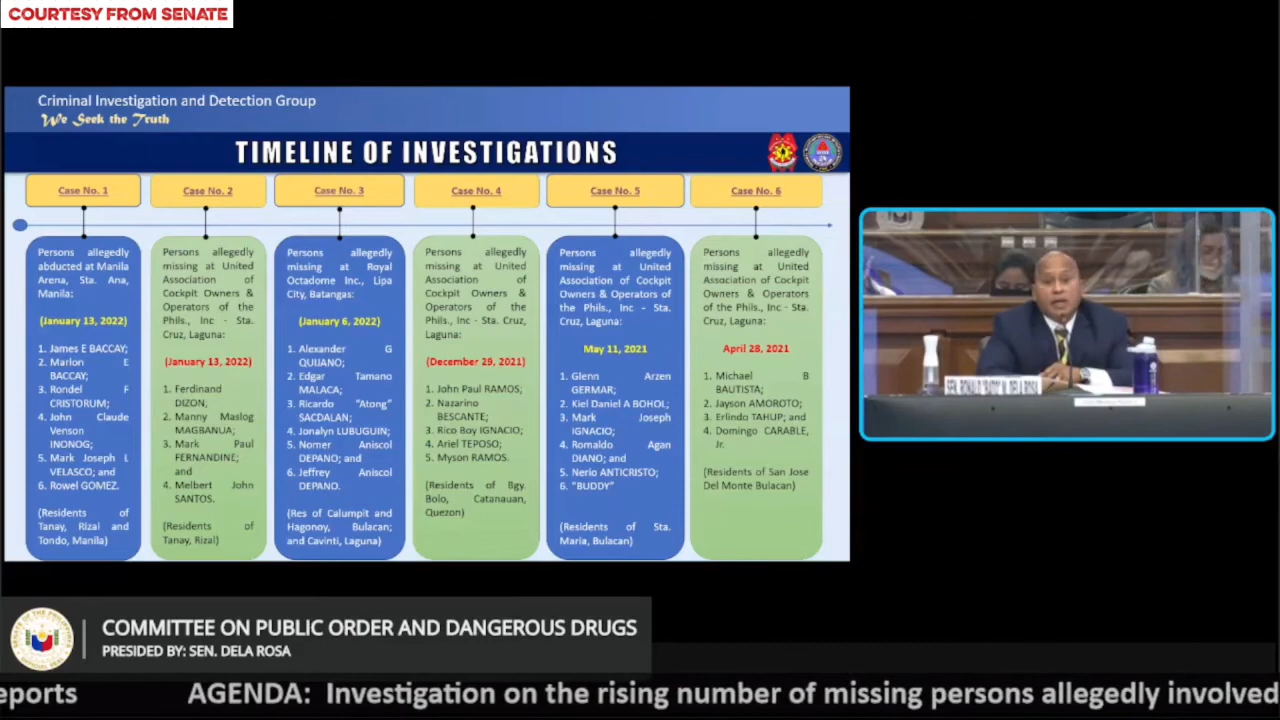 COURTESY FROM SENATE
Criminal Investigation and Detection Group
We Seek the Truth
TIMELINE OF INVESTIGATIONS
Case No. 1
Persons allegedly
abducted at Manila
Arena, Sta. Ana,
Manila:
(January 13, 2022)
1. James E BACCAY;
2. Marlon E
BACCAY;
3. Rondel F
CRISTORUM;
4. John Claude
Venson
INONOG;
5. Mark Joseph L
VELASCO; and
6. Rowel GOMEZ.
(Residents of
Tanay, Rizal and
Tondo, Manila)
Case No. 2
Persons allegedly
missing at United
Association of
Cockpit Owners &
Operators of the
Phils., Inc - Sta.
Cruz, Laguna:
(January 13, 2022)
1. Ferdinand
DIZON;
2. Manny Maslog
MAGBANUA;
3. Mark Paul
FERNANDINE;
and
4. Melbert John
SANTOS.
(Residents of
Tanay, Rizal)
Case No. 3
Persons allegedly
missing at Royal
Octadome Inc., Lipa
City, Batangas:
(January 6, 2022)
1. Alexander G
QUIJANO;
2. Edgar Tamano
MALACA;
3. Ricardo "Atong"
SACDALAN;
4. Jonalyn LUBUGUIN;
5. Nomer Aniscol
DEPANO; and
6. Jeffrey Aniscol
DEPANO.
(Res of Calumpit and
Hagonoy, Bulacan;
and Cavinti, Laguna)
Case No. 4
Persons allegedly
missing at United
Association of
Cockpit Owners &
Operators of the
Phils., Inc - Sta. Cruz,
Laguna:
(December 29, 2021)
1. John Paul RAMOS;
2. Nazarino
BESCANTE;
3. Rico Boy IGNACIO;
4. Ariel TEPOSO;
5. Myson RAMOS.
(Residents of Bgy.
Bolo, Catanauan,
Quezon)
Case No. 5
Persons allegedly
missing at United
Association of Cockpit
Owners & Operators
of the Phils., Inc - Sta.
Cruz, Laguna:
May 11, 2021
1. Glenn Arzen
GERMAR;
2. Kiel Daniel A BOHOL;
3. Mark Joseph
IGNACIO;
4. Romaldo Agan
DIANO; and
5. Nerio ANTICRISTO;
6. "BUDDY"
(Residents of Sta.
Maria, Bulacan)
Case No. 6
Persons allegedly
missing at United
Association of Cockpit
Owners & Operators
of the Phils., Inc - Sta.
Cruz, Laguna:
April 28, 2021
1. Michael B
BAUTISTA;
2. Jayson AMOROTO;
3. Erlindo TAHUP; and
4. Domingo CARABLE,
Jr.
(Residents of San Jose
Del Monte Bulacan)
SEN. RONALD "BATO" M. DELA ROSA
COMMITTEE ON PUBLIC ORDER AND DANGEROUS DRUGS
PRESIDED BY: SEN. DELA ROSA
eports AGENDA: Investigation on the rising number of missing persons allegedly involved